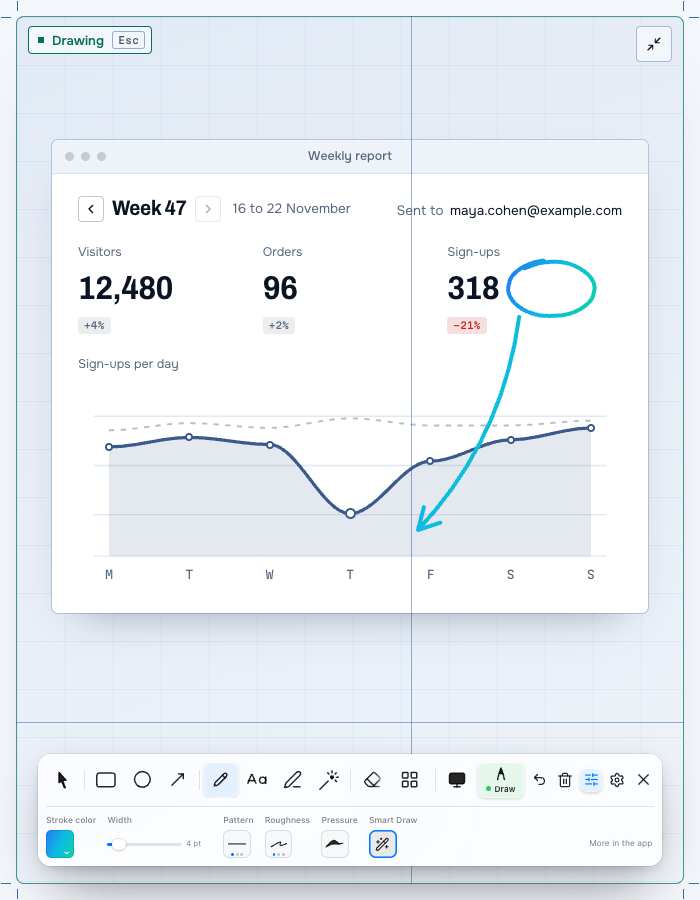 Drawing Esc
Weekly report
Week 47 16 to 22 November Sent to maya.cohen@example.com
Visitors Orders Sign-ups
12,480 96 318
+4% +2% −21%
Sign-ups per day
M T W T F S S
Aa Draw
Stroke color Width Pattern Roughness Pressure Smart Draw
4 pt More in the app